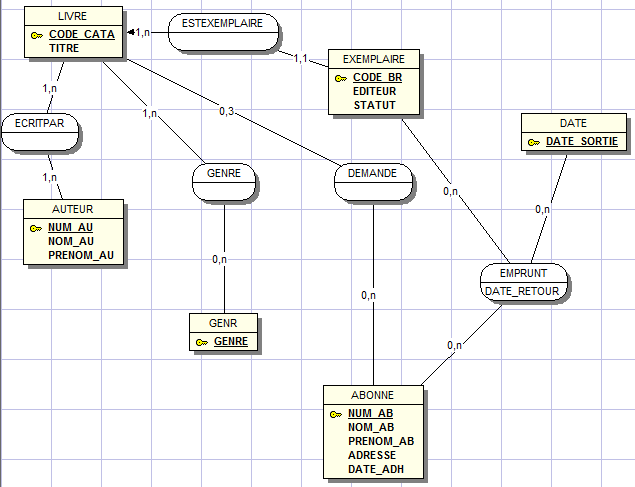 LIVRE
CODE_CATA
TITRE
1,n
ESTEXEMPLAIRE
1,1
EXEMPLAIRE
CODE_BR
EDITEUR
STATUT
1,n
1,n
0,3
ECRITPAR
DATE
DATE_SORTIE
1,n
GENRE
DEMANDE
0,n
0,n
AUTEUR
NUM_AU
NOM_AU
PRENOM_AU
0,n
EMPRUNT
DATE_RETOUR
0,n
GENR
GENRE
0,n
ABONNE
NUM_AB
NOM_AB
PRENOM_AB
ADRESSE
DATE_ADH